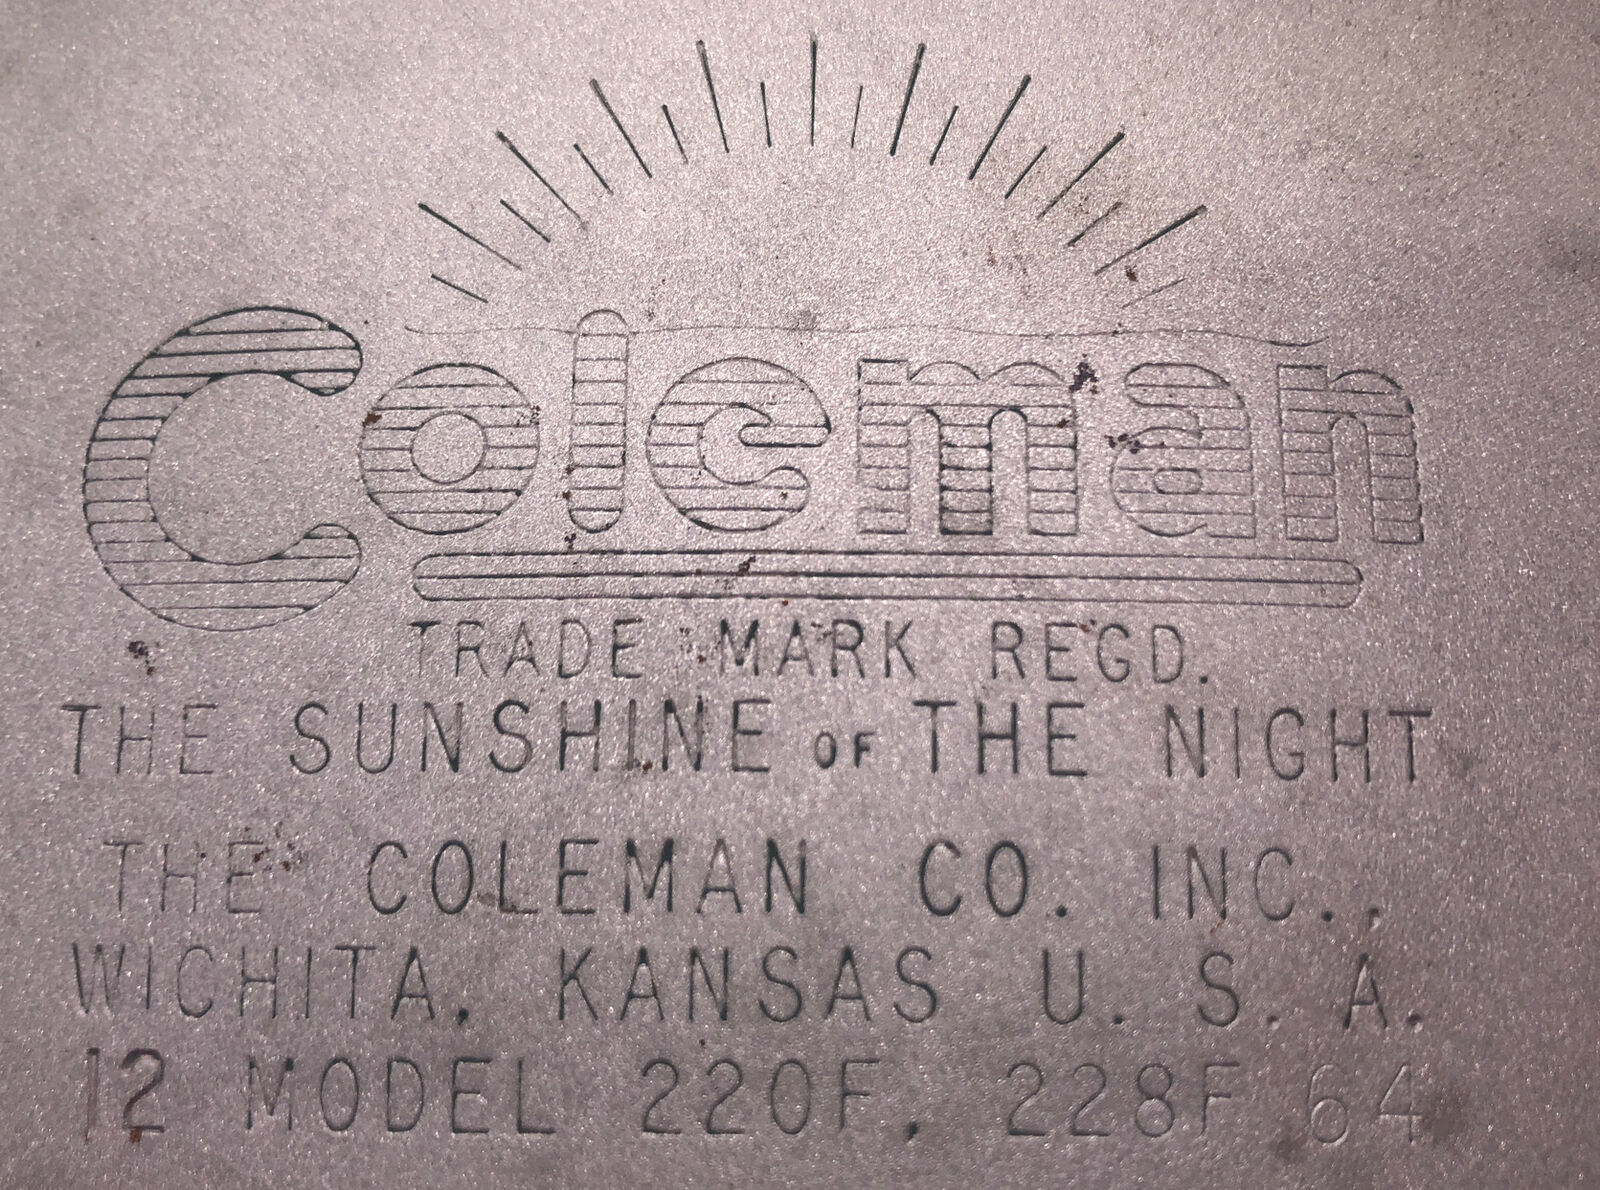 Coleman
TRADE MARK REGD.
THE SUNSHINE OF THE NIGHT
THE COLEMAN CO. INC.,
WICHITA, KANSAS U. S. A.
12 MODEL 220F, 228F 64